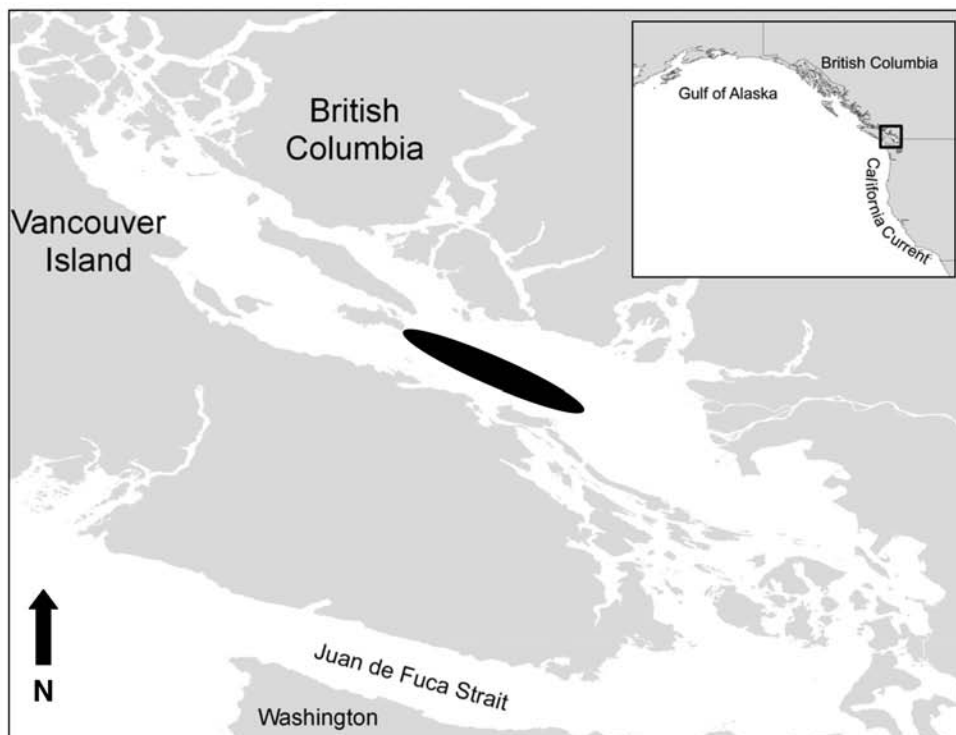 British
Columbia
Vancouver
Island
British Columbia
Gulf of Alaska
California Current
N
Juan de Fuca Strait
Washington